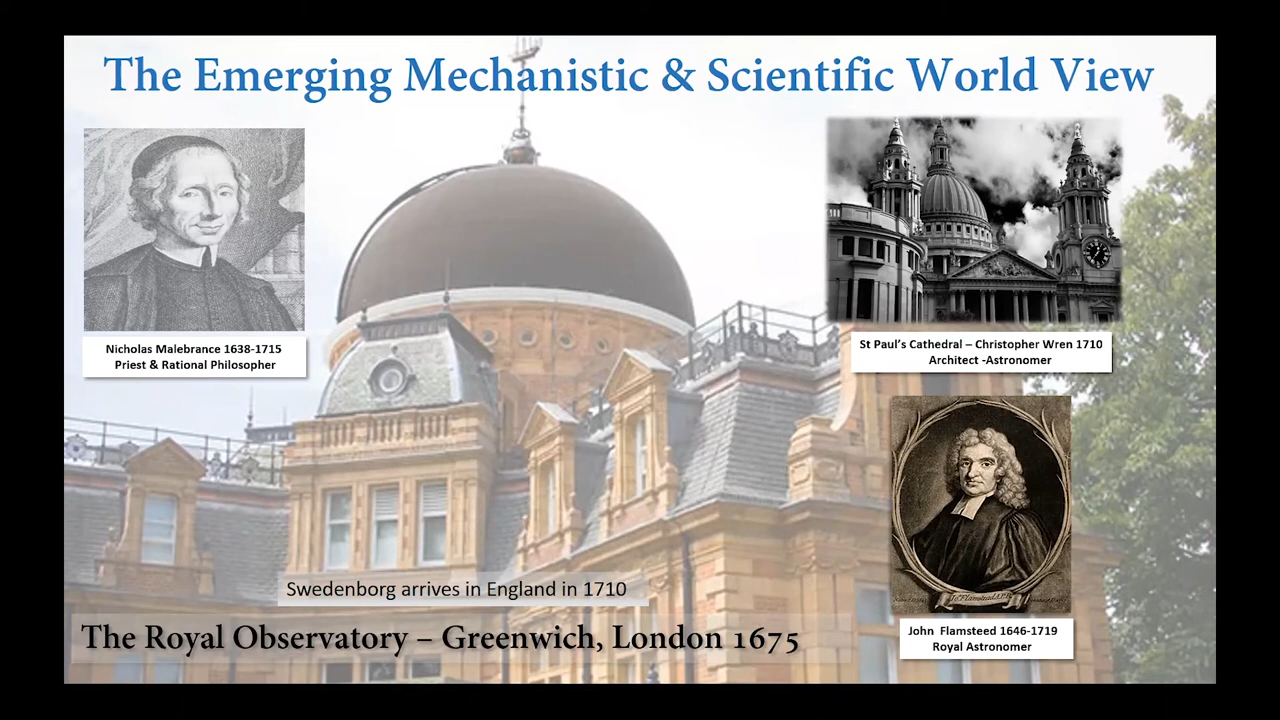 The Emerging Mechanistic & Scientific World View
Nicholas Malebrance 1638-1715
Priest & Rational Philosopher
St Paul's Cathedral – Christopher Wren 1710
Architect -Astronomer
Swedenborg arrives in England in 1710
The Royal Observatory – Greenwich, London 1675
John Flamsteed 1646-1719
Royal Astronomer